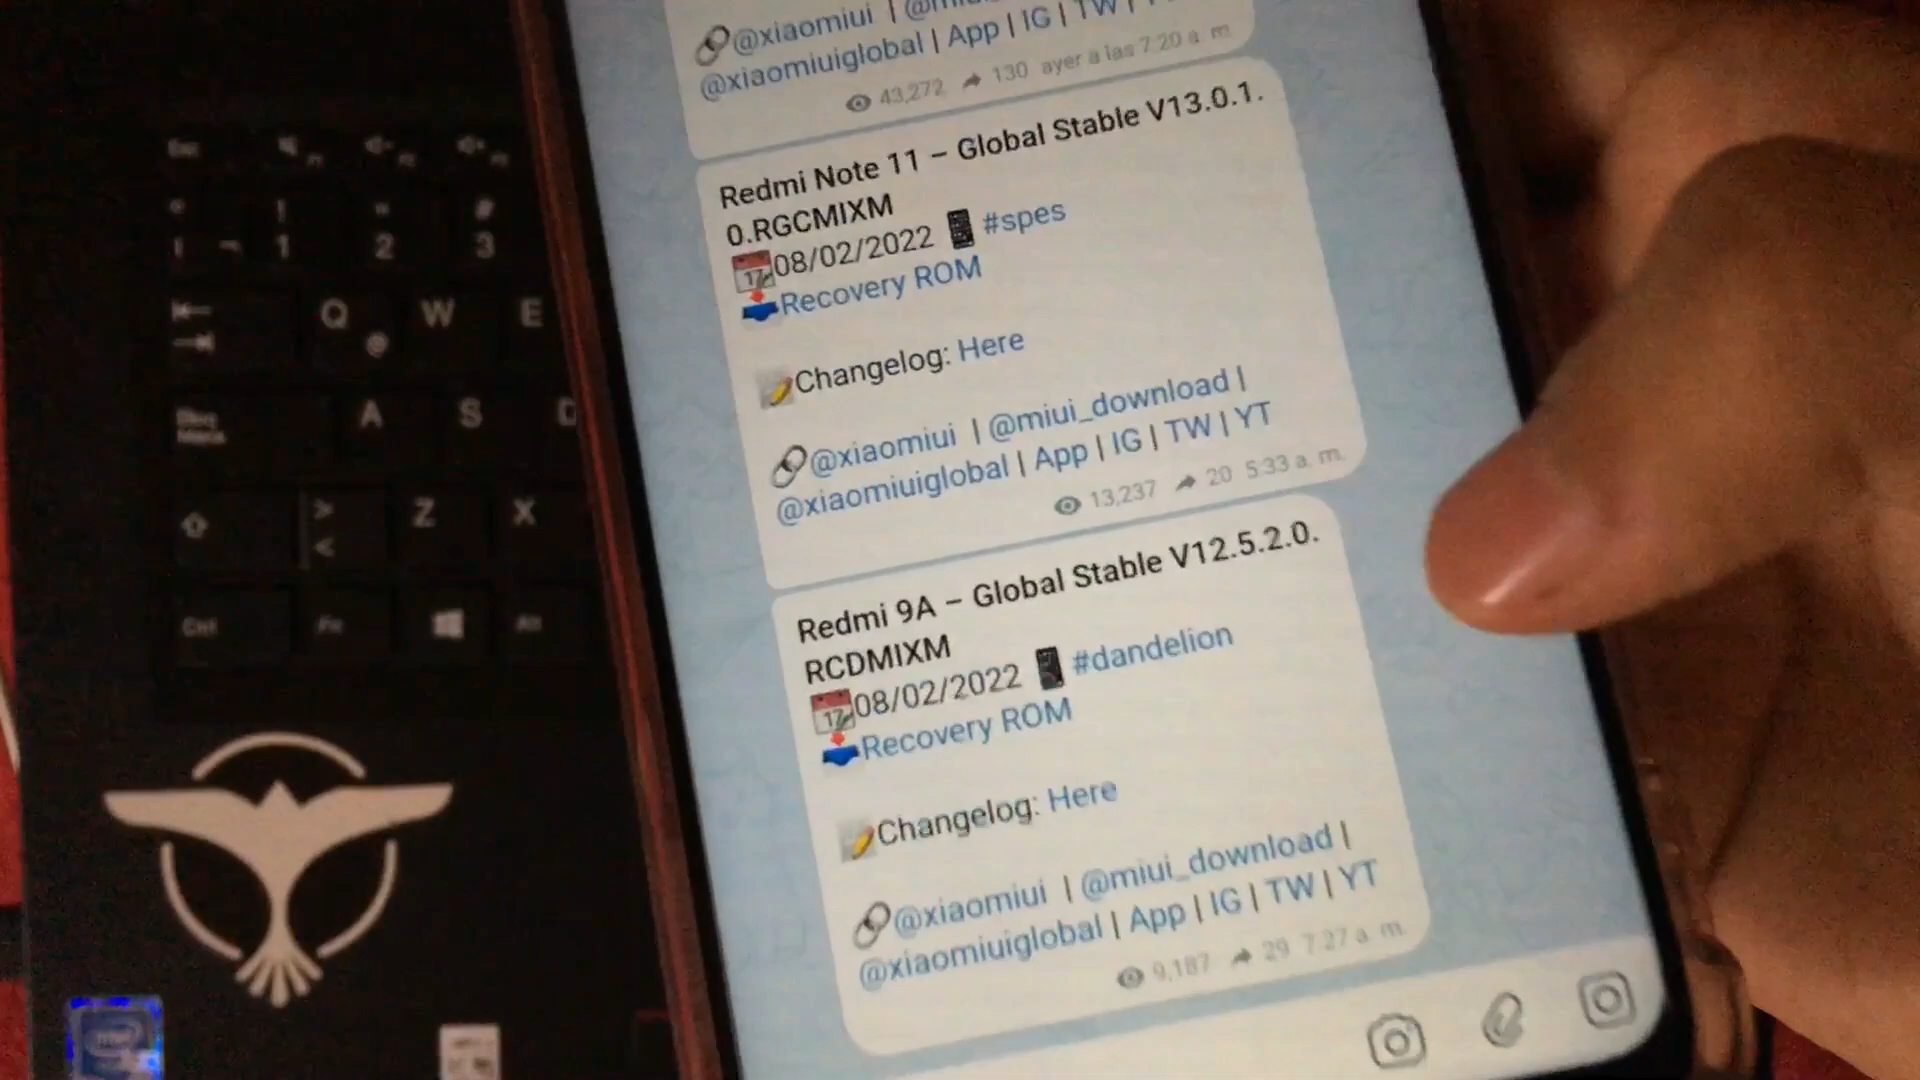 @xiaomiui |
@xiaomiuiglobal | App | IG | TW |
43,272 130 ayer a las 7:20 a. m.
Redmi Note 11 – Global Stable V13.0.1.
0.RGCMIXM
08/02/2022 #spes
Recovery ROM
Changelog: Here
@xiaomiui | @miui_download |
@xiaomiuiglobal | App | IG | TW | YT
13,237 20 5:33 a. m.
Redmi 9A – Global Stable V12.5.2.0.
RCDMIXM
08/02/2022 #dandelion
Recovery ROM
Changelog: Here
@xiaomiui | @miui_download |
@xiaomiuiglobal | App | IG | TW | YT
9,187 29 7:27 a. m.
Esc
! " #
1 2 3
Q W E
@
A S D
Bloq
Mayús
> Z X
<
Ctrl Fn Alt
intel